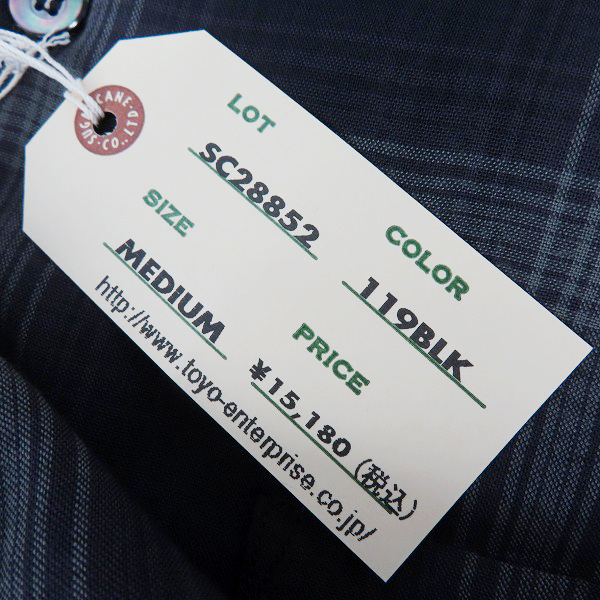 CANE-
LTD
SUG
CO.,
LOT
SC28852
COLOR
119BLK
SIZE
MEDIUM
PRICE
¥15,180(税込)
http://www.toyo-enterprise.co.jp/